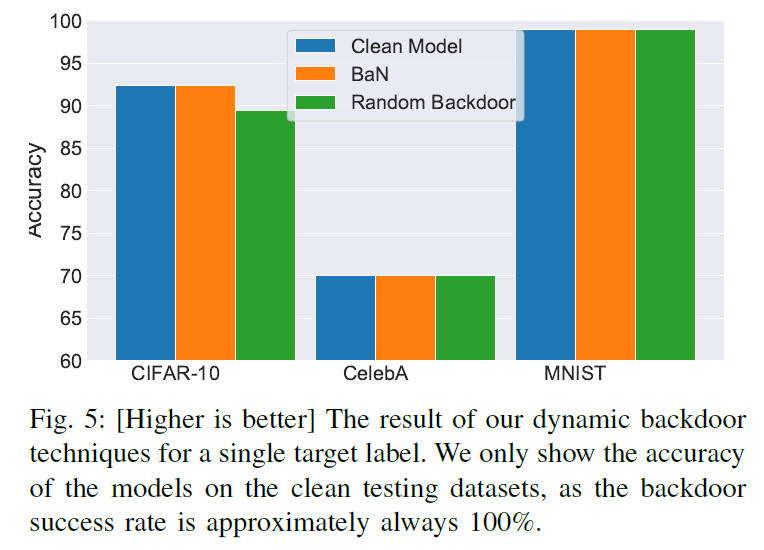 100
95
90
85
80
75
70
65
60
Accuracy
Clean Model
BaN
Random Backdoor
CIFAR-10
CelebA
MNIST
Fig. 5: [Higher is better] The result of our dynamic backdoor
techniques for a single target label. We only show the accuracy
of the models on the clean testing datasets, as the backdoor
success rate is approximately always 100%.